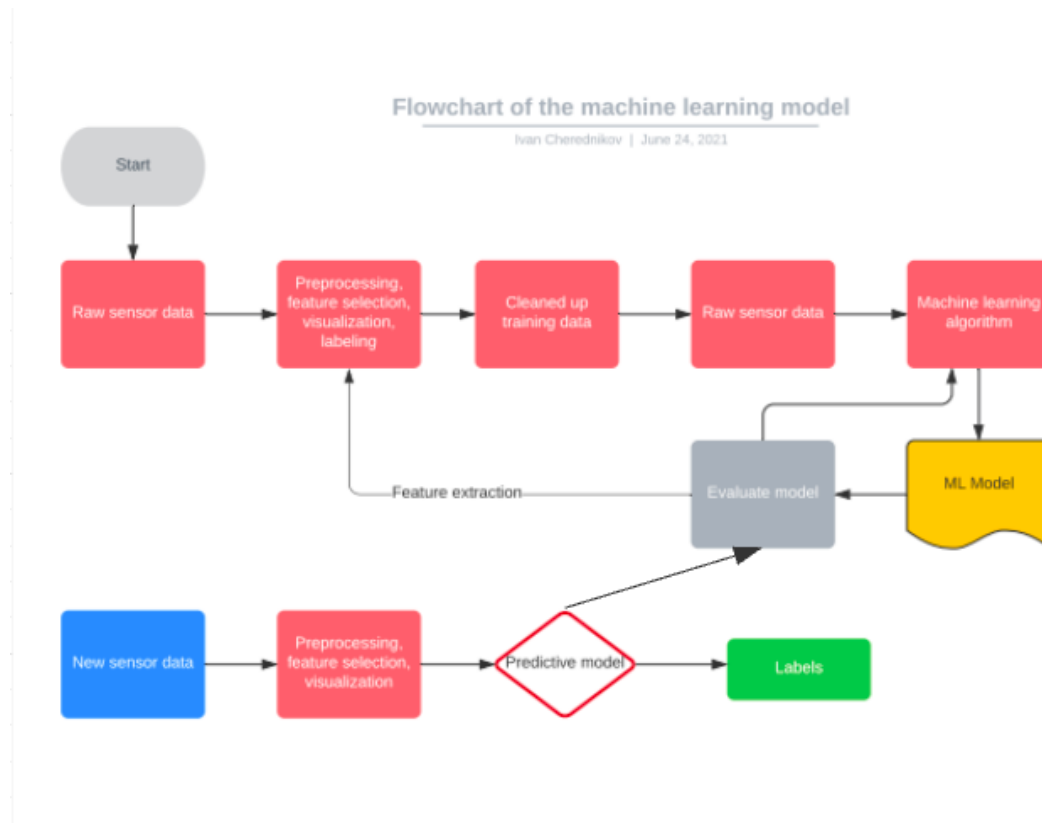 Flowchart of the machine learning model
Ivan Cherednikov | June 24, 2021
Start
Raw sensor data
Preprocessing,
feature selection,
visualization,
labeling
Cleaned up
training data
Raw sensor data
Machine learning
algorithm
Feature extraction
Evaluate model
ML Model
New sensor data
Preprocessing,
feature selection,
visualization
Predictive model
Labels